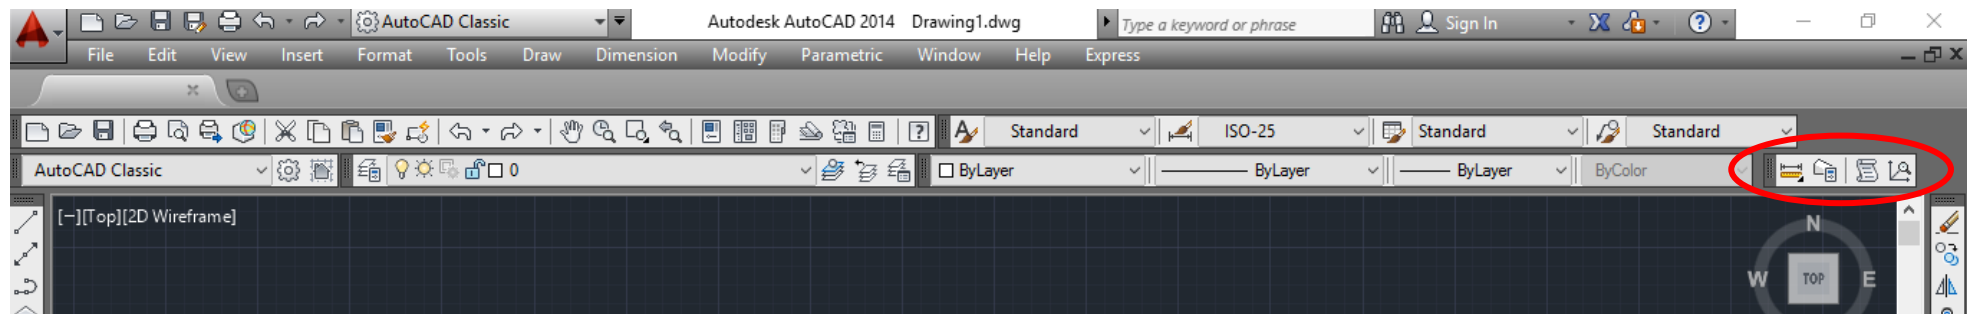 AutoCAD Classic Autodesk AutoCAD 2014 Drawing1.dwg Type a keyword or phrase Sign In
File Edit View Insert Format Tools Draw Dimension Modify Parametric Window Help Express
Standard ISO-25 Standard Standard
AutoCAD Classic 0 ByLayer ByLayer ByLayer ByColor
[−][Top][2D Wireframe]
N
W TOP E